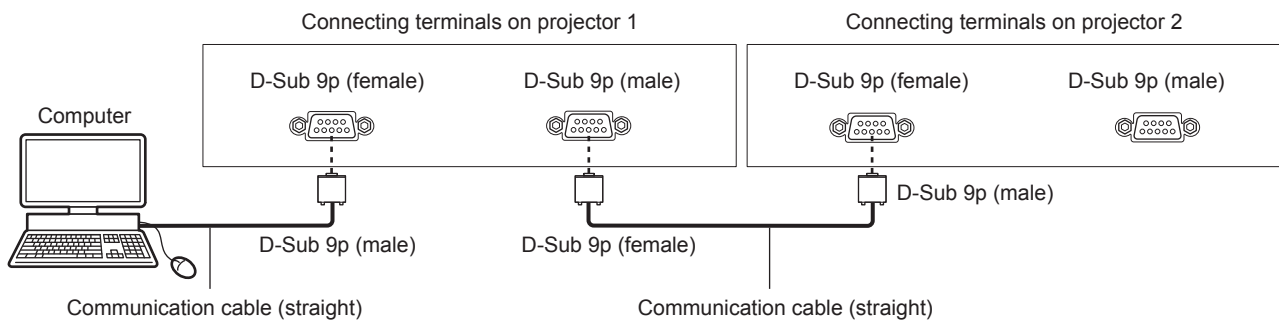 Connecting terminals on projector 1
Connecting terminals on projector 2
D-Sub 9p (female)
D-Sub 9p (male)
D-Sub 9p (female)
D-Sub 9p (male)
Computer
D-Sub 9p (male)
D-Sub 9p (male)
D-Sub 9p (female)
Communication cable (straight)
Communication cable (straight)